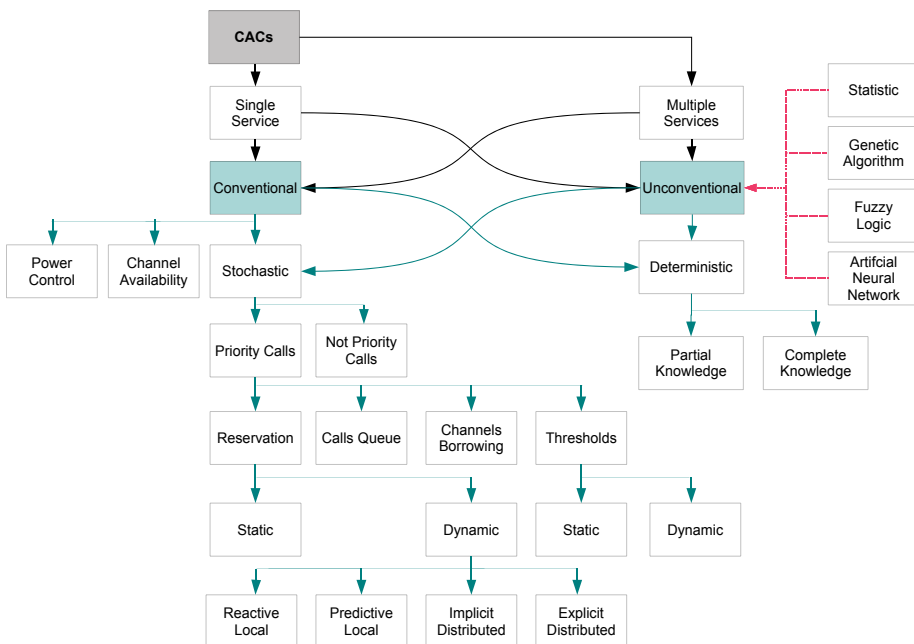 CACs
Single
Service
Multiple
Services
Statistic
Genetic
Algorithm
Conventional
Unconventional
Fuzzy
Logic
Power
Control
Channel
Availability
Stochastic
Deterministic
Artifcial
Neural
Network
Priority Calls
Not Priority
Calls
Partial
Knowledge
Complete
Knowledge
Reservation
Calls Queue
Channels
Borrowing
Thresholds
Static
Dynamic
Static
Dynamic
Reactive
Local
Predictive
Local
Implicit
Distributed
Explicit
Distributed